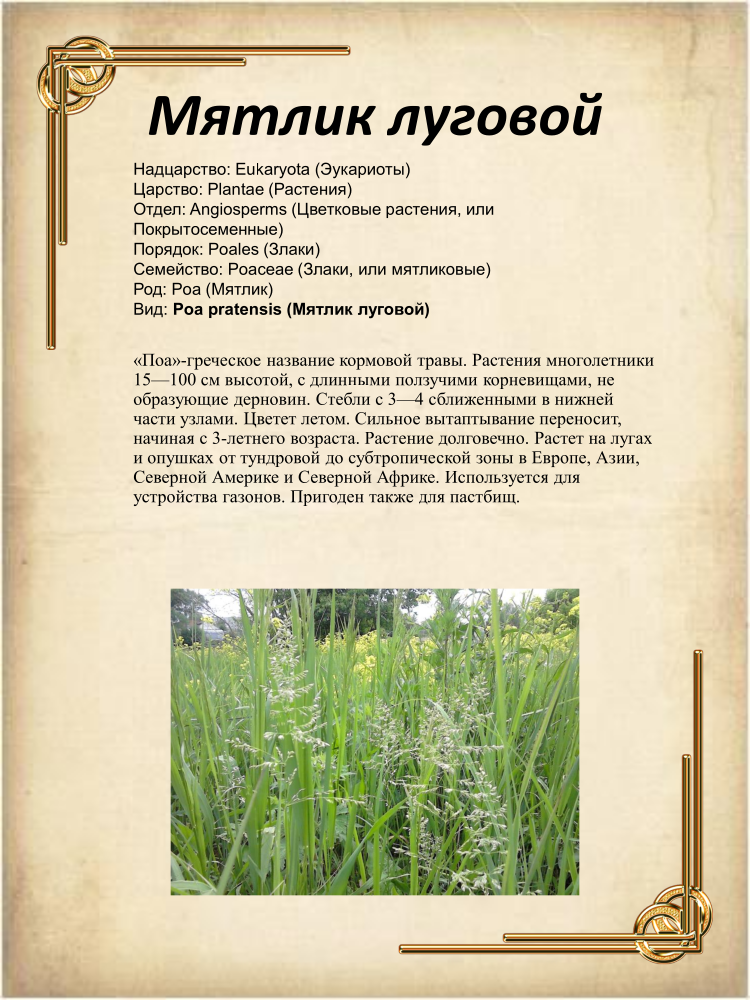 Мятлик луговой
Надцарство: Eukaryota (Эукариоты)
Царство: Plantae (Растения)
Отдел: Angiosperms (Цветковые растения, или
Покрытосеменные)
Порядок: Poales (Злаки)
Семейство: Poaceae (Злаки, или мятликовые)
Род: Poa (Мятлик)
Вид: Poa pratensis (Мятлик луговой)
«Поа»-греческое название кормовой травы. Растения многолетники
15—100 см высотой, с длинными ползучими корневищами, не
образующие дерновин. Стебли с 3—4 сближенными в нижней
части узлами. Цветет летом. Сильное вытаптывание переносит,
начиная с 3-летнего возраста. Растение долговечно. Растет на лугах
и опушках от тундровой до субтропической зоны в Европе, Азии,
Северной Америке и Северной Африке. Используется для
устройства газонов. Пригоден также для пастбищ.